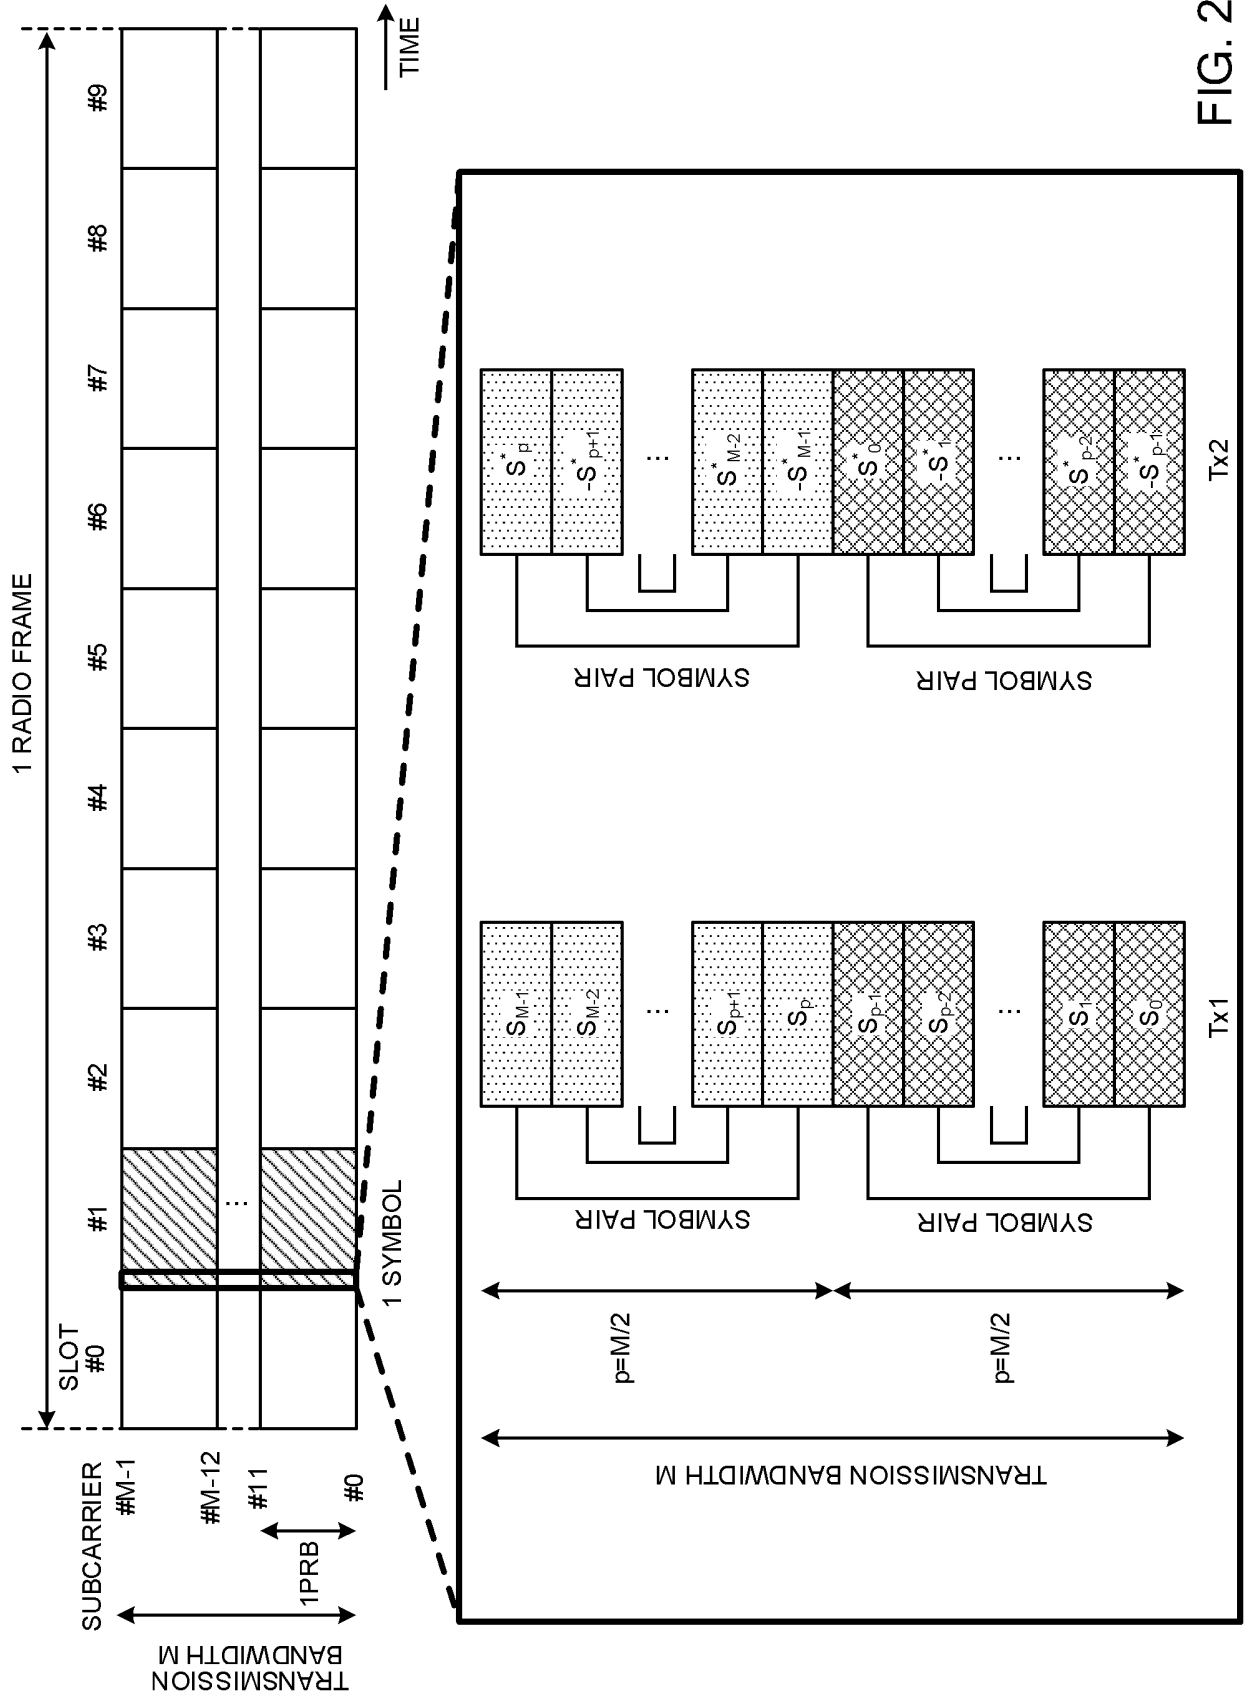 1 RADIO FRAME
SLOT
#0
#1
#2
#3
#4
#5
#6
#7
#8
#9
SUBCARRIER
#M-1
#M-12
#11
#0
...
TRANSMISSION
BANDWIDTH M
1PRB
1 SYMBOL
TIME
TRANSMISSION BANDWIDTH M
p=M/2
p=M/2
SYMBOL PAIR
SYMBOL PAIR
S_M-1
S_M-2
...
S_p+1
S_p
S_p-1
S_p-2
...
S_1
S_0
Tx1
SYMBOL PAIR
SYMBOL PAIR
S*_p
-S*_p+1
...
S*_M-2
-S*_M-1
S*_0
-S*_1
...
S*_p-2
-S*_p-1
Tx2
FIG. 2